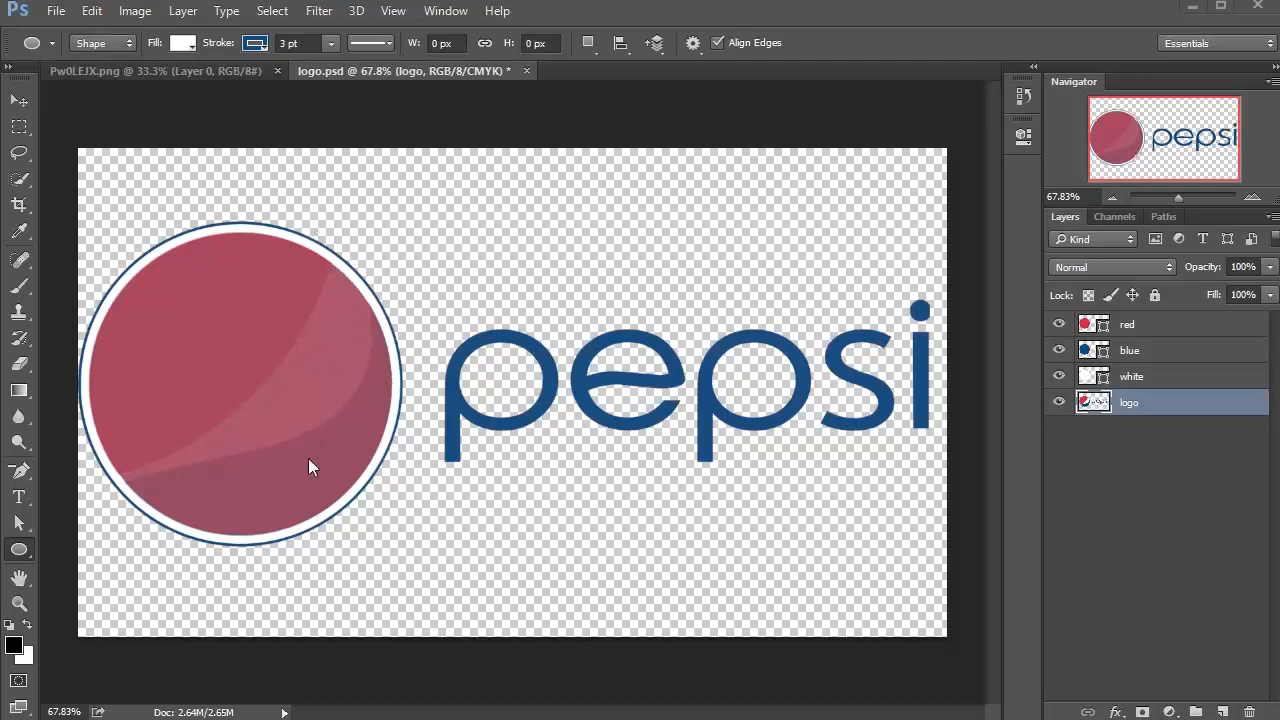 Ps File Edit Image Layer Type Select Filter 3D View Window Help
Shape Fill: Stroke: 3 pt W: 0 px H: 0 px Align Edges Essentials
Pw0LEJX.png @ 33.3% (Layer 0, RGB/8#) × logo.psd @ 67.8% (logo, RGB/8/CMYK) * ×
Navigator
pepsi
67.83%
Layers Channels Paths
Kind
Normal Opacity: 100%
Lock: Fill: 100%
red
blue
white
logo
pepsi
67.83% Doc: 2.64M/2.65M
fx